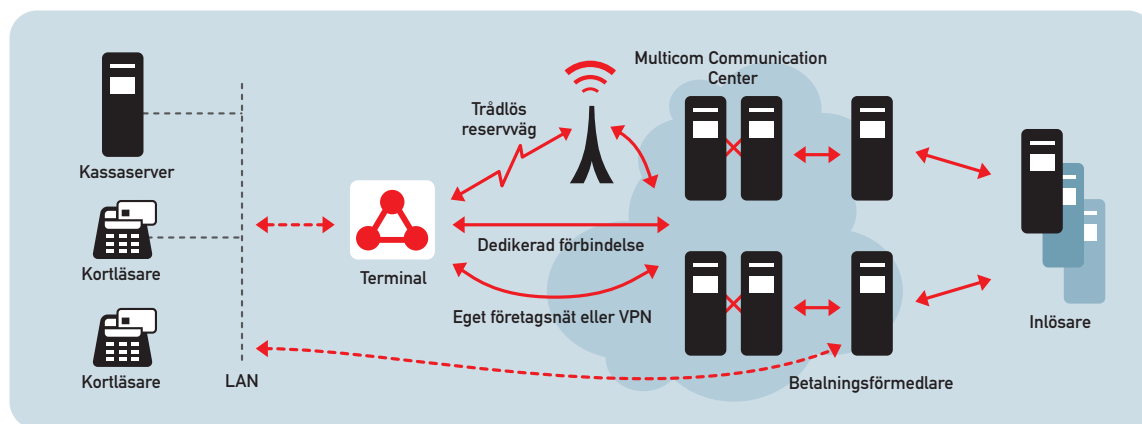 Multicom Communication
Center
Trådlös
reservväg
Kassaserver
Dedikerad förbindelse
Kortläsare
Terminal
Eget företagsnät eller VPN
Inlösare
Kortläsare
LAN
Betalningsförmedlare